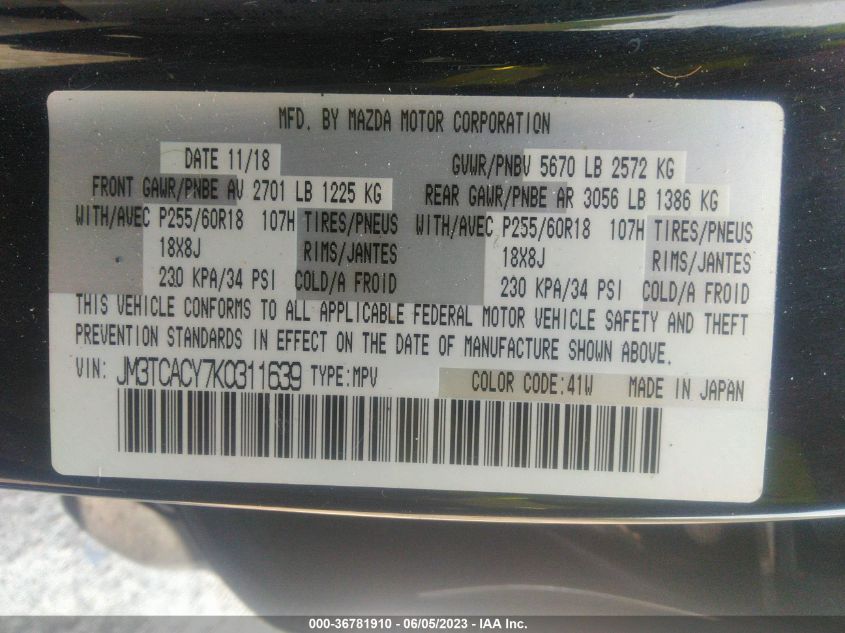 MFD. BY MAZDA MOTOR CORPORATION
DATE 11/18 GVWR/PNBV 5670 LB 2572 KG
FRONT GAWR/PNBE AV 2701 LB 1225 KG REAR GAWR/PNBE AR 3056 LB 1386 KG
WITH/AVEC P255/60R18 107H TIRES/PNEUS WITH/AVEC P255/60R18 107H TIRES/PNEUS
18X8J RIMS/JANTES 18X8J RIMS/JANTES
230 KPA/34 PSI COLD/A FROID 230 KPA/34 PSI COLD/A FROID
THIS VEHICLE CONFORMS TO ALL APPLICABLE FEDERAL MOTOR VEHICLE SAFETY AND THEFT
PREVENTION STANDARDS IN EFFECT ON THE DATE OF MANUFACTURE SHOWN ABOVE.
VIN: JM3TCACY7K0311639 TYPE:MPV COLOR CODE:41W MADE IN JAPAN
000-36781910 - 06/05/2023 - IAA Inc.